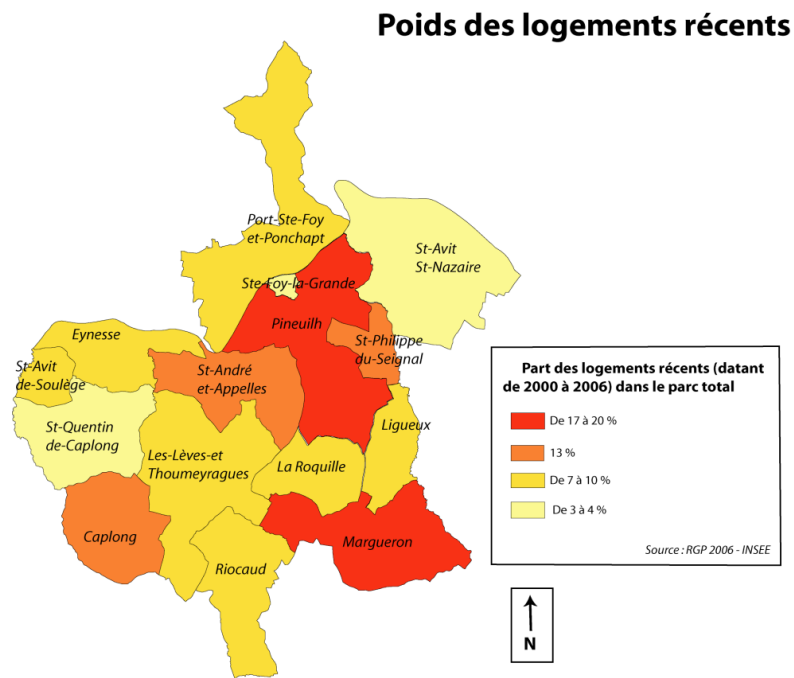 Poids des logements récents
Port-Ste-Foy
et-Ponchapt
St-Avit
St-Nazaire
Ste-Foy-la-Grande
Pineuilh
St-Philippe
du-Seignal
Eynesse
St-Avit
de-Soulège
St-André
et-Appelles
St-Quentin
de-Caplong
Ligueux
Les-Lèves-et
Thoumeyragues
La Roquille
Caplong
Margueron
Riocaud
Part des logements récents (datant
de 2000 à 2006) dans le parc total
De 17 à 20 %
13 %
De 7 à 10 %
De 3 à 4 %
Source : RGP 2006 - INSEE
N